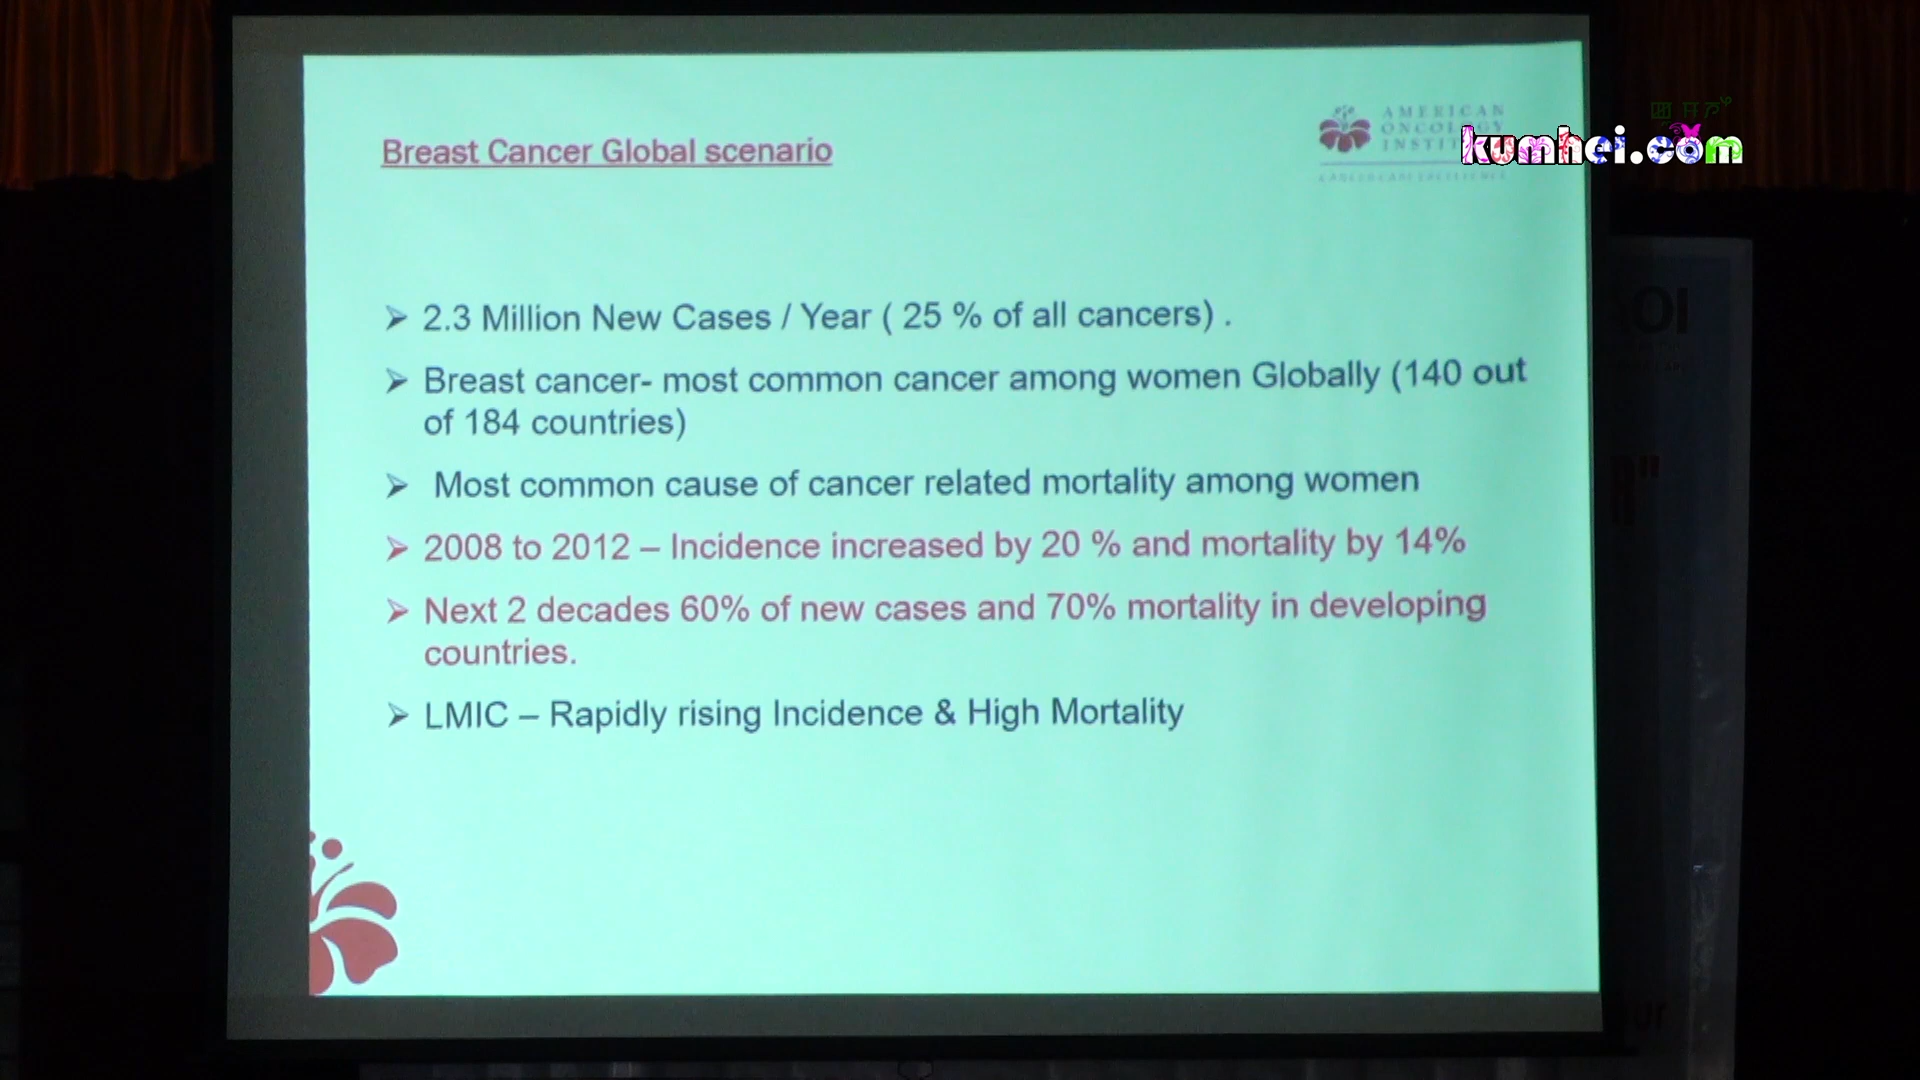 Breast Cancer Global scenario
AMERICAN
kumhei.com
➢ 2.3 Million New Cases / Year ( 25 % of all cancers) .
➢ Breast cancer- most common cancer among women Globally (140 out
of 184 countries)
➢ Most common cause of cancer related mortality among women
➢ 2008 to 2012 – Incidence increased by 20 % and mortality by 14%
➢ Next 2 decades 60% of new cases and 70% mortality in developing
countries.
➢ LMIC – Rapidly rising Incidence & High Mortality
OI